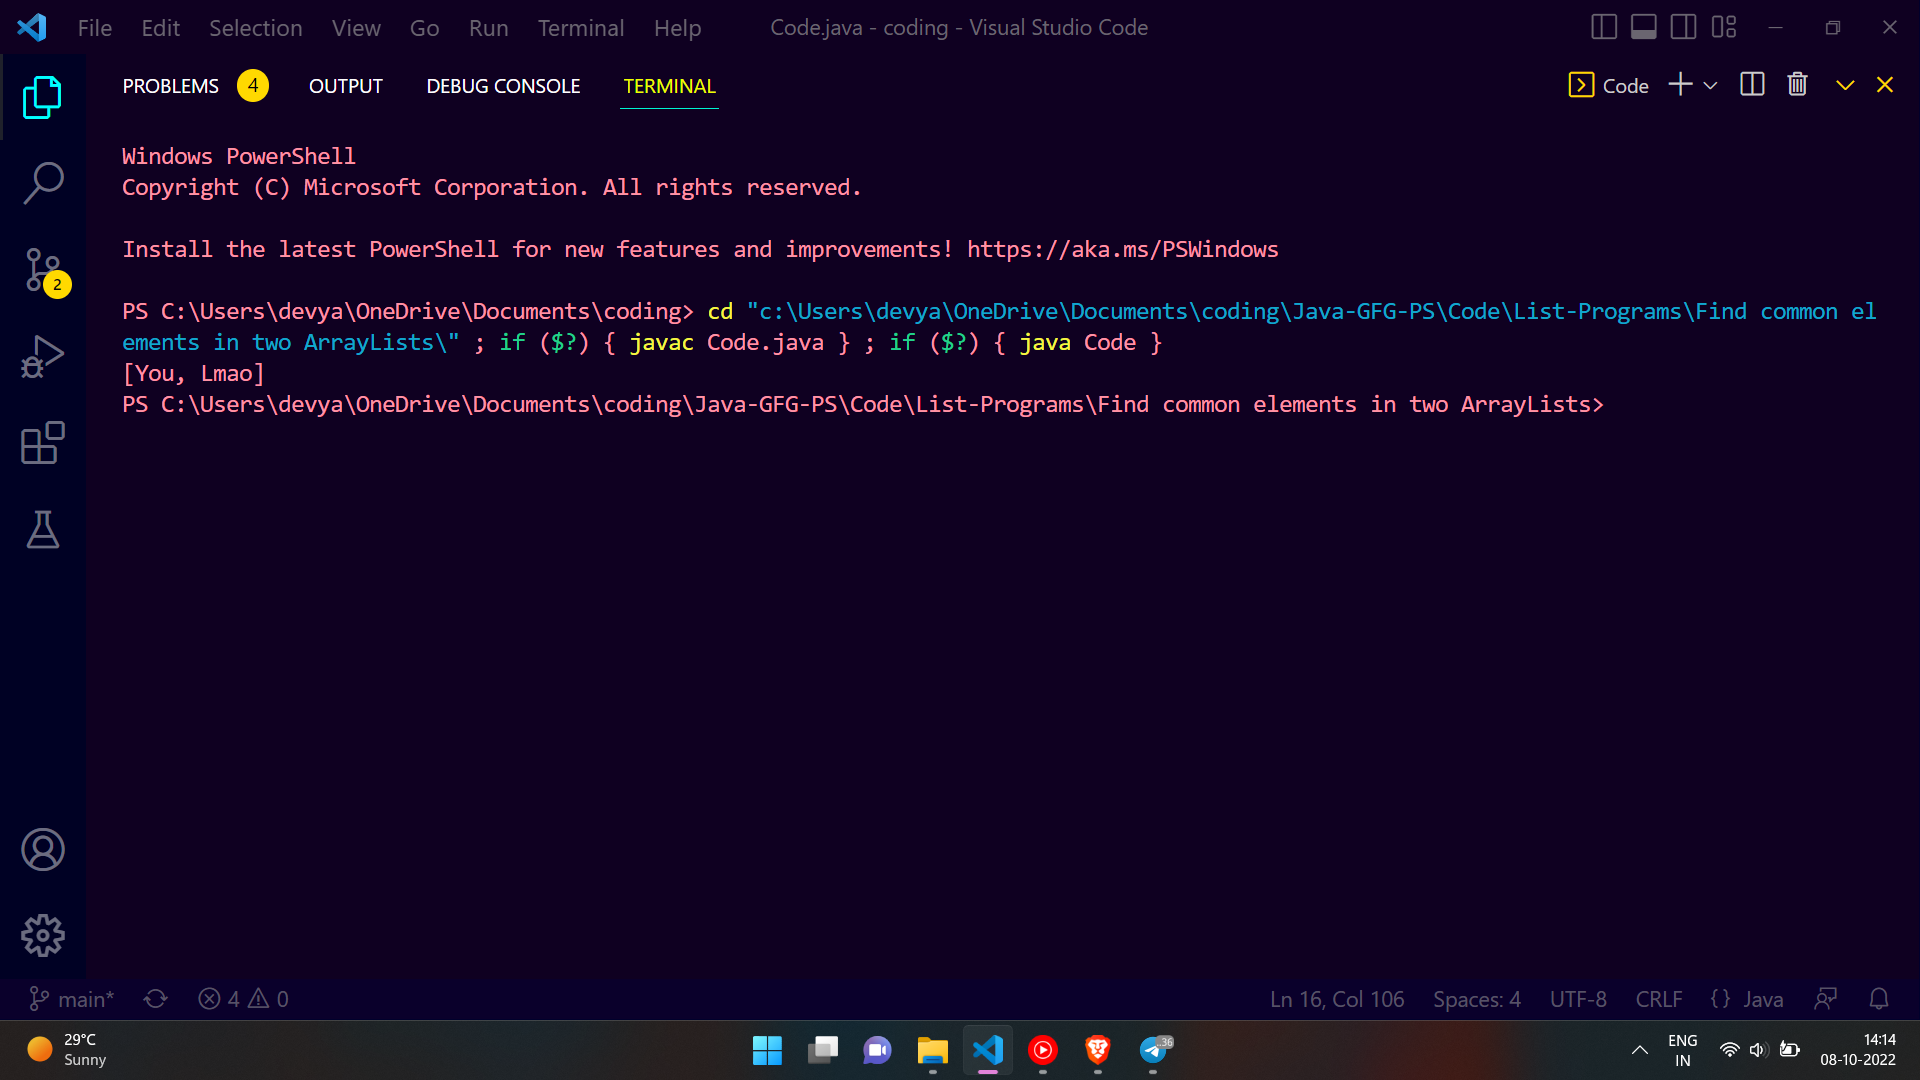 File Edit Selection View Go Run Terminal Help Code.java - coding - Visual Studio Code
PROBLEMS 4 OUTPUT DEBUG CONSOLE TERMINAL Code
Windows PowerShell
Copyright (C) Microsoft Corporation. All rights reserved.
Install the latest PowerShell for new features and improvements! https://aka.ms/PSWindows
PS C:\Users\devya\OneDrive\Documents\coding> cd "c:\Users\devya\OneDrive\Documents\coding\Java-GFG-PS\Code\List-Programs\Find common el
ements in two ArrayLists\" ; if ($?) { javac Code.java } ; if ($?) { java Code }
[You, Lmao]
PS C:\Users\devya\OneDrive\Documents\coding\Java-GFG-PS\Code\List-Programs\Find common elements in two ArrayLists>
2
main* 4 0 Ln 16, Col 106 Spaces: 4 UTF-8 CRLF {} Java
29°C
Sunny
..36
ENG
IN
14:14
08-10-2022